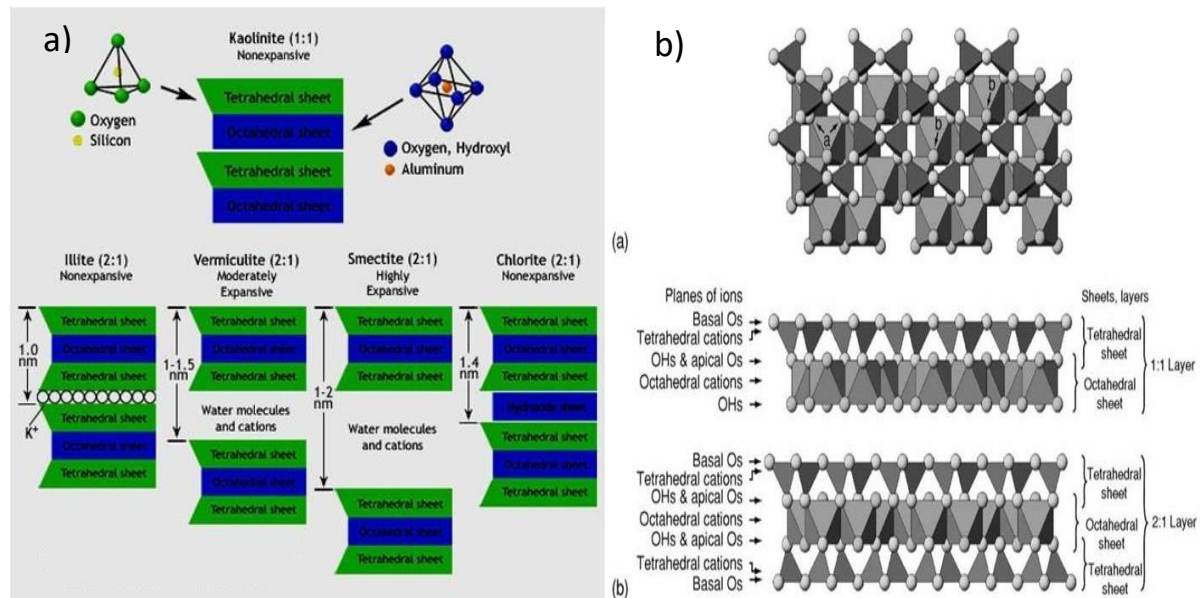 a)
Kaolinite (1:1)
Nonexpansive
Tetrahedral sheet
Octahedral sheet
Tetrahedral sheet
Octahedral sheet
Oxygen
Silicon
Oxygen, Hydroxyl
Aluminum
Illite (2:1)
Nonexpansive
1.0
nm
Tetrahedral sheet
Octahedral sheet
Tetrahedral sheet
K+
Tetrahedral sheet
Octahedral sheet
Tetrahedral sheet
Vermiculite (2:1)
Moderately
Expansive
1-1.5
nm
Tetrahedral sheet
Octahedral sheet
Tetrahedral sheet
Water molecules
and cations
Tetrahedral sheet
Octahedral sheet
Tetrahedral sheet
Smectite (2:1)
Highly
Expansive
1-2
nm
Tetrahedral sheet
Octahedral sheet
Tetrahedral sheet
Water molecules
and cations
Tetrahedral sheet
Octahedral sheet
Tetrahedral sheet
Chlorite (2:1)
Nonexpansive
1.4
nm
Tetrahedral sheet
Octahedral sheet
Tetrahedral sheet
Hydroxide sheet
Tetrahedral sheet
Octahedral sheet
Tetrahedral sheet
b)
b
b
a
(a)
Planes of ions
Sheets, layers
Basal Os
Tetrahedral cations
OHs & apical Os
Octahedral cations
OHs
Tetrahedral
sheet
Octahedral
sheet
1:1 Layer
Basal Os
Tetrahedral cations
OHs & apical Os
Octahedral cations
OHs & apical Os
Tetrahedral cations
Basal Os
Tetrahedral
sheet
Octahedral
sheet
Tetrahedral
sheet
2:1 Layer
(b)